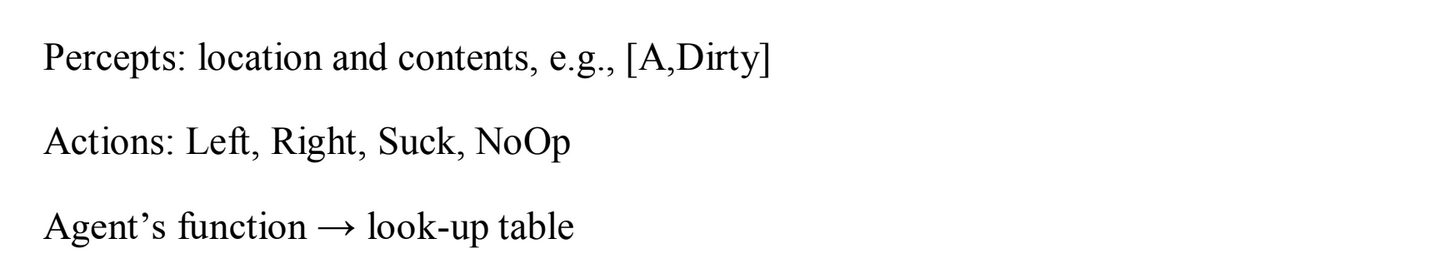 Percepts: location and contents, e.g., [A,Dirty]
Actions: Left, Right, Suck, NoOp
Agent’s function → look-up table